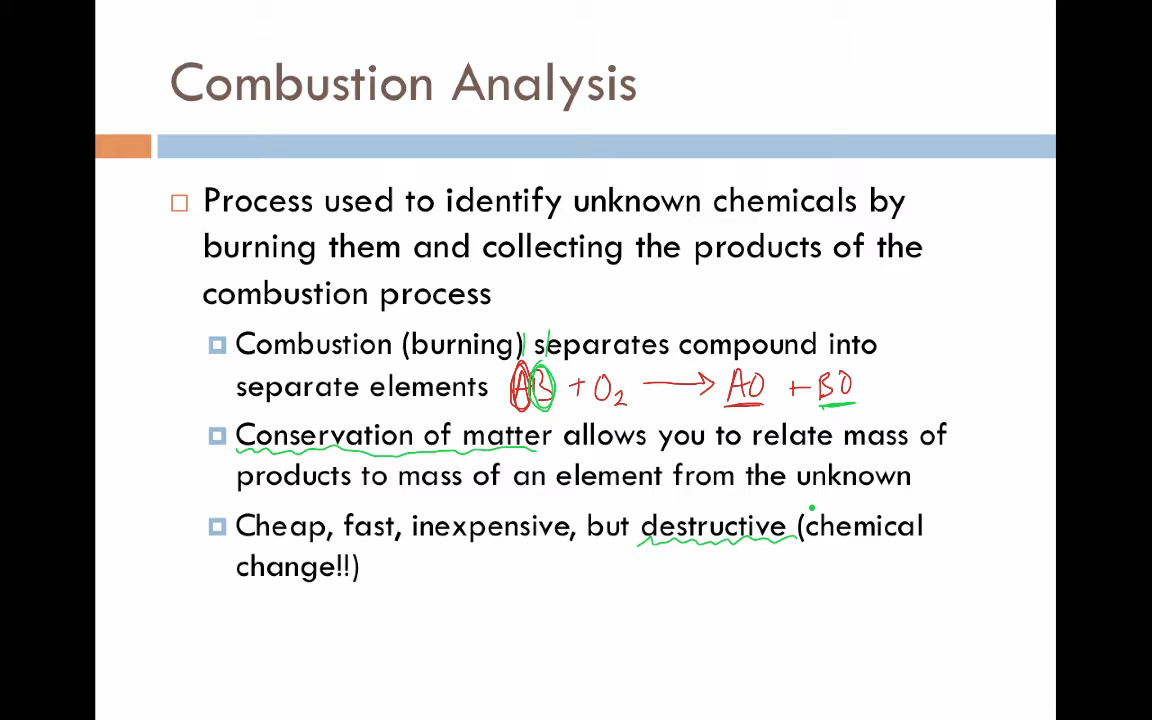 Combustion Analysis
Process used to identify unknown chemicals by
burning them and collecting the products of the
combustion process
Combustion (burning) separates compound into
separate elements AB + O₂ → AO + BO
Conservation of matter allows you to relate mass of
products to mass of an element from the unknown
Cheap, fast, inexpensive, but destructive (chemical
change!!)